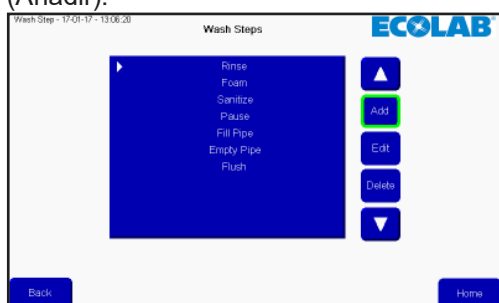 (Añadir).
Wash Step - 17-01-17 - 13:06:20
Wash Steps
ECOLAB
Rinse
Foam
Sanitize
Pause
Fill Pipe
Empty Pipe
Flush
Add
Edit
Delete
Back
Home